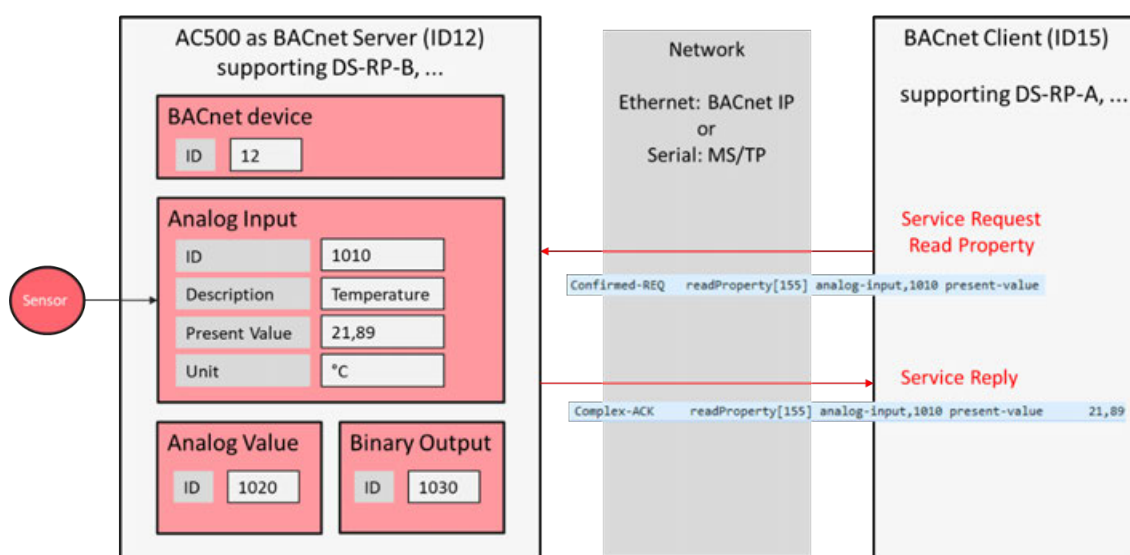 AC500 as BACnet Server (ID12)
supporting DS-RP-B, ...
BACnet device
ID 12
Analog Input
ID 1010
Description Temperature
Present Value 21,89
Unit °C
Analog Value
ID 1020
Binary Output
ID 1030
Sensor
Network
Ethernet: BACnet IP
or
Serial: MS/TP
BACnet Client (ID15)
supporting DS-RP-A, ...
Service Request
Read Property
Confirmed-REQ readProperty[155] analog-input,1010 present-value
Service Reply
Complex-ACK readProperty[155] analog-input,1010 present-value 21,89